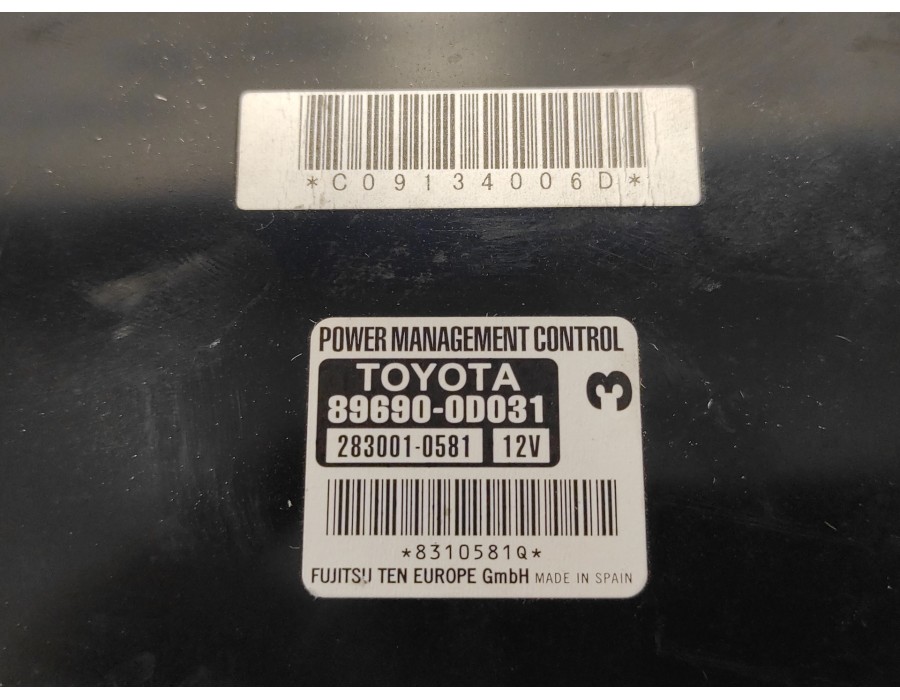 *C09134006D*
POWER MANAGEMENT CONTROL
TOYOTA
3
89690-0D031
283001-0581 12V
*8310581Q*
FUJITSU TEN EUROPE GmbH MADE IN SPAIN